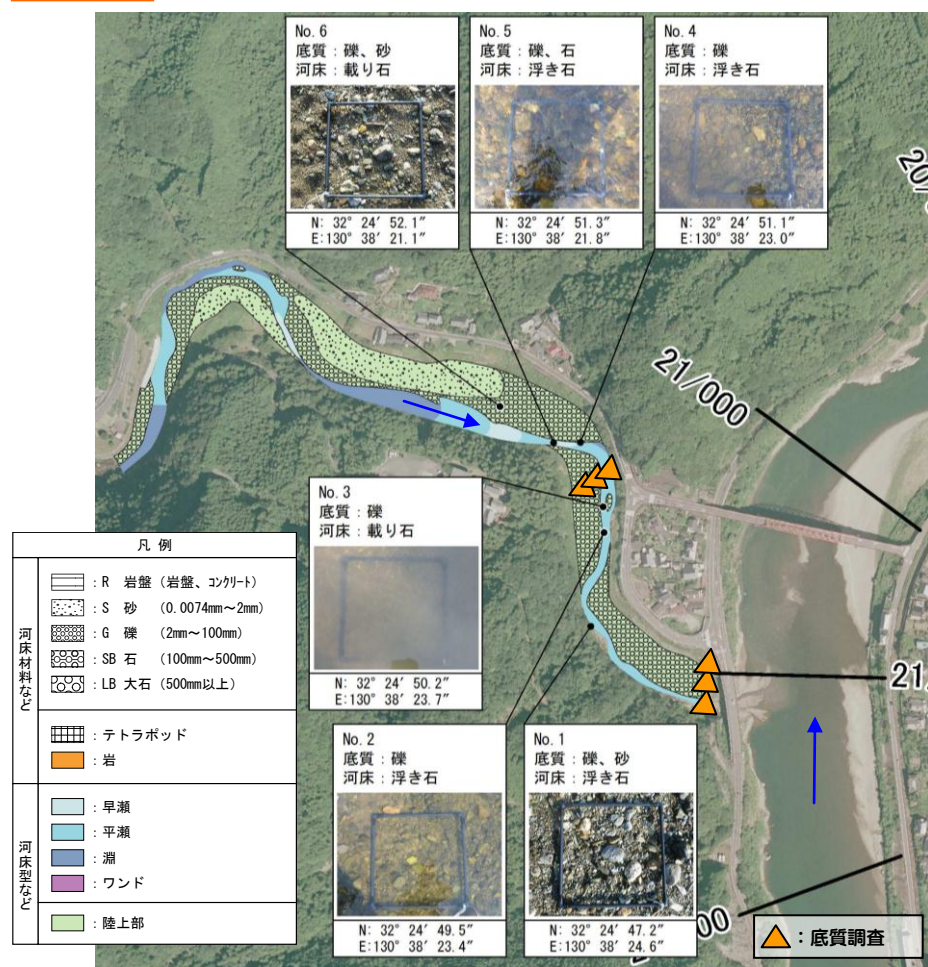 No.6
底質：礫、砂
河床：載り石
N: 32° 24′ 52.1″
E:130° 38′ 21.1″
No.5
底質：礫、石
河床：浮き石
N: 32° 24′ 51.3″
E:130° 38′ 21.8″
No.4
底質：礫
河床：浮き石
N: 32° 24′ 51.1″
E:130° 38′ 23.0″
20/
21/000
No.3
底質：礫
河床：載り石
N: 32° 24′ 50.2″
E:130° 38′ 23.7″
21/
No.2
底質：礫
河床：浮き石
N: 32° 24′ 49.5″
E:130° 38′ 23.4″
No.1
底質：礫、砂
河床：浮き石
N: 32° 24′ 47.2″
E:130° 38′ 24.6″
00
凡 例
河床材料など
：R 岩盤（岩盤、コンクリート）
：S 砂 （0.0074mm～2mm）
：G 礫 （2mm～100mm）
：SB 石 （100mm～500mm）
：LB 大石（500mm以上）
：テトラポッド
：岩
河床型など
：早瀬
：平瀬
：淵
：ワンド
：陸上部
：底質調査